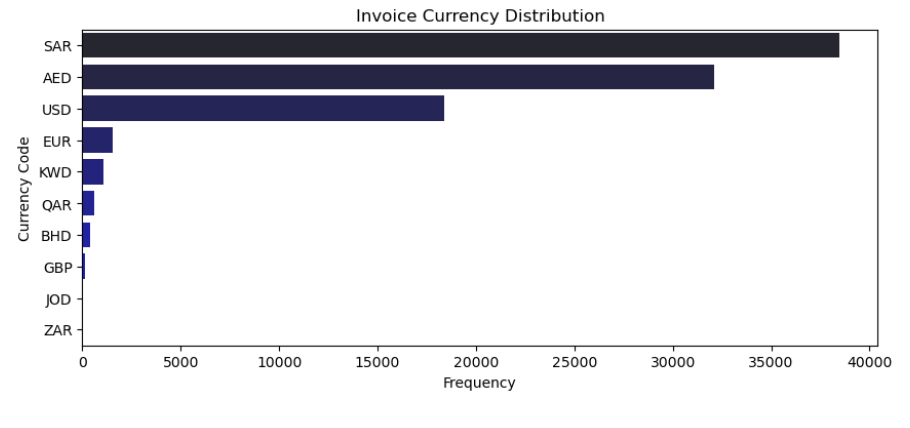 Invoice Currency Distribution
SAR
AED
USD
EUR
KWD
QAR
BHD
GBP
JOD
ZAR
Currency Code
0 5000 10000 15000 20000 25000 30000 35000 40000
Frequency